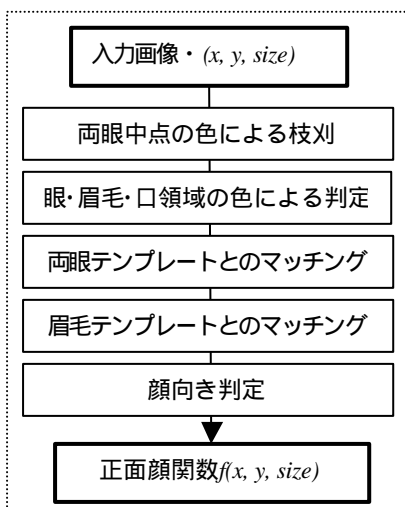 入力画像・(x, y, size)
両眼中点の色による枝刈
眼・眉毛・口領域の色による判定
両眼テンプレートとのマッチング
眉毛テンプレートとのマッチング
顔向き判定
正面顔関数f(x, y, size)